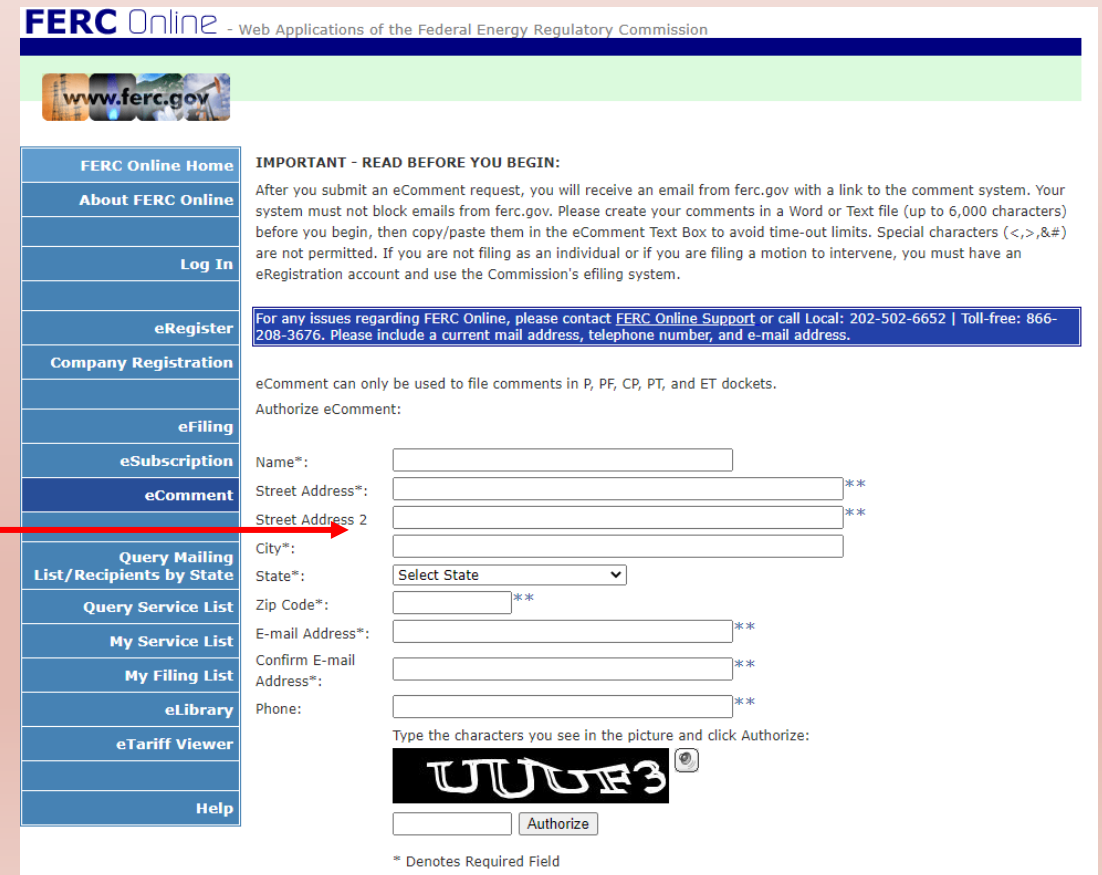 FERC Online - Web Applications of the Federal Energy Regulatory Commission
www.ferc.gov
FERC Online Home
About FERC Online
Log In
eRegister
Company Registration
eFiling
eSubscription
eComment
Query Mailing
List/Recipients by State
Query Service List
My Service List
My Filing List
eLibrary
eTariff Viewer
Help
IMPORTANT - READ BEFORE YOU BEGIN:
After you submit an eComment request, you will receive an email from ferc.gov with a link to the comment system. Your
system must not block emails from ferc.gov. Please create your comments in a Word or Text file (up to 6,000 characters)
before you begin, then copy/paste them in the eComment Text Box to avoid time-out limits. Special characters (<,>,&#)
are not permitted. If you are not filing as an individual or if you are filing a motion to intervene, you must have an
eRegistration account and use the Commission's efiling system.
For any issues regarding FERC Online, please contact FERC Online Support or call Local: 202-502-6652 | Toll-free: 866-
208-3676. Please include a current mail address, telephone number, and e-mail address.
eComment can only be used to file comments in P, PF, CP, PT, and ET dockets.
Authorize eComment:
Name*:
Street Address*: **
Street Address 2 **
City*:
State*: Select State
Zip Code*: **
E-mail Address*: **
Confirm E-mail
Address*: **
Phone: **
Type the characters you see in the picture and click Authorize:
UUUF3
Authorize
* Denotes Required Field